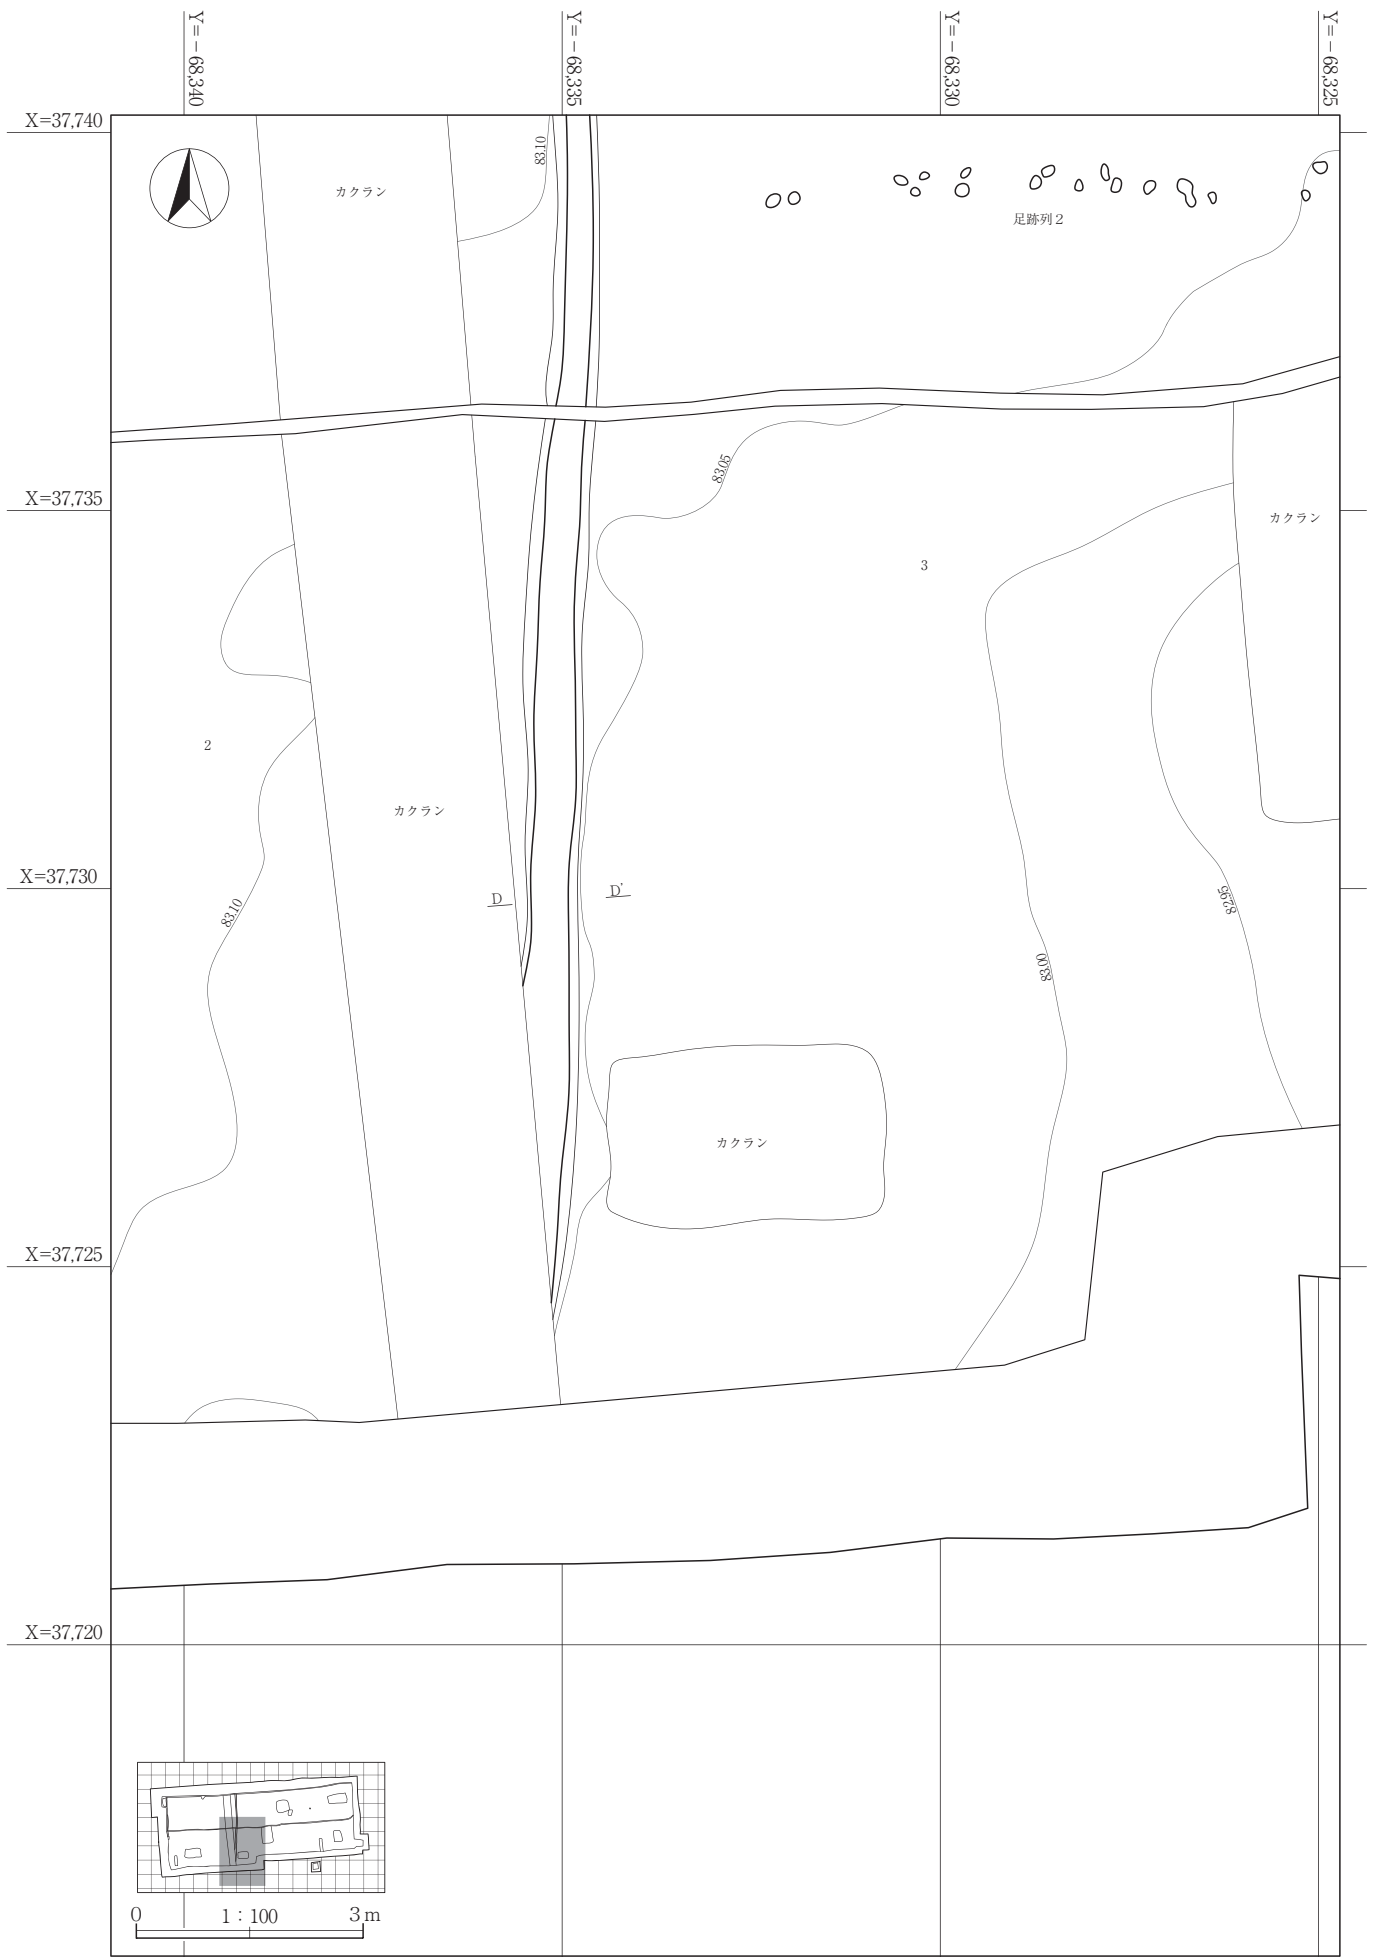 Y=－68,340
Y=－68,335
Y=－68,330
Y=－68,325
X=37,740
83.10
カクラン
足跡列２
X=37,735
83.05
カクラン
3
2
カクラン
X=37,730
D
D'
83.10
82.95
83.00
カクラン
X=37,725
X=37,720
0
1：100
3ｍ